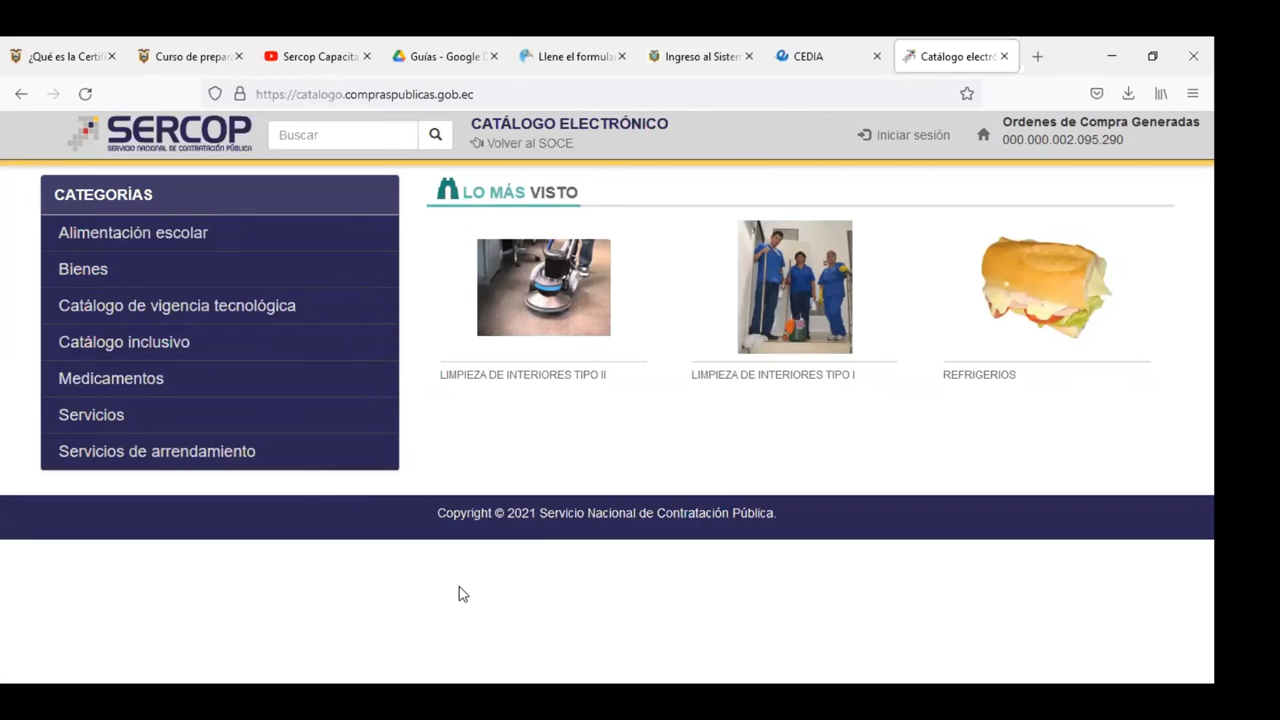 ¿Qué es la Certifi
Curso de prepar
Sercop Capacita
Guías - Google D
Llene el formular
Ingreso al Sistem
CEDIA
Catálogo electró
https://catalogo.compraspublicas.gob.ec
SERCOP
SERVICIO NACIONAL DE CONTRATACIÓN PÚBLICA
Buscar
CATÁLOGO ELECTRÓNICO
Volver al SOCE
Iniciar sesión
Ordenes de Compra Generadas
000.000.002.095.290
CATEGORÍAS
Alimentación escolar
Bienes
Catálogo de vigencia tecnológica
Catálogo inclusivo
Medicamentos
Servicios
Servicios de arrendamiento
LO MÁS VISTO
LIMPIEZA DE INTERIORES TIPO II
LIMPIEZA DE INTERIORES TIPO I
REFRIGERIOS
Copyright © 2021 Servicio Nacional de Contratación Pública.